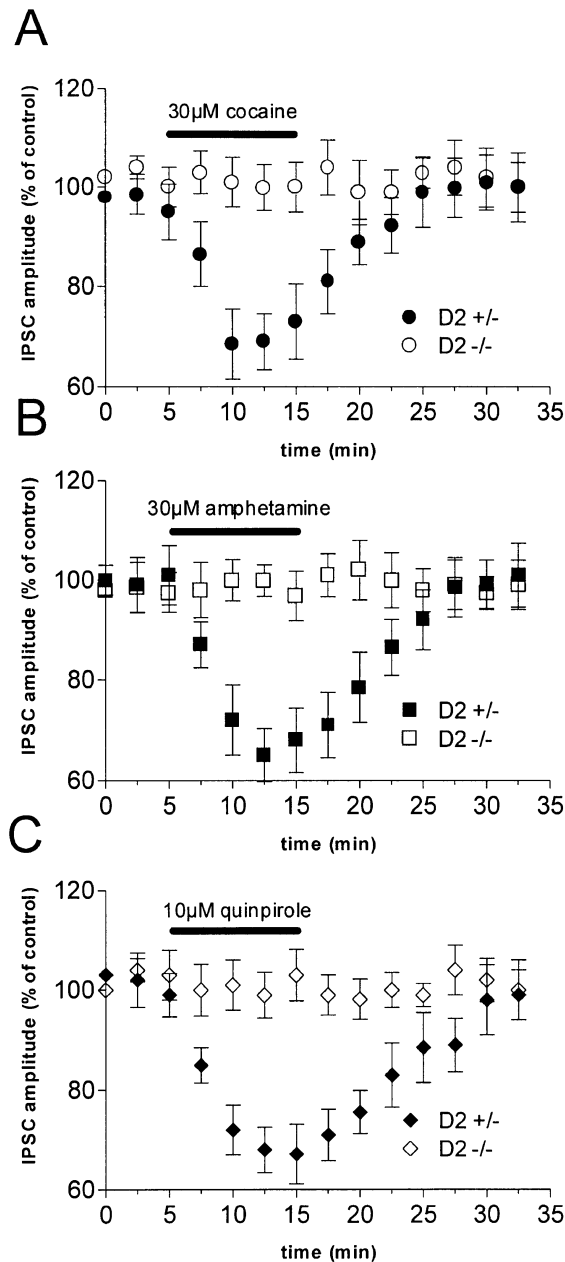 A
120
30µM cocaine
100
80
60
IPSC amplitude (% of control)
D2 +/-
D2 -/-
0 5 10 15 20 25 30 35
time (min)
B
120
30µM amphetamine
100
80
60
IPSC amplitude (% of control)
D2 +/-
D2 -/-
0 5 10 15 20 25 30 35
time (min)
C
120
10µM quinpirole
100
80
60
IPSC amplitude (% of control)
D2 +/-
D2 -/-
0 5 10 15 20 25 30 35
time (min)